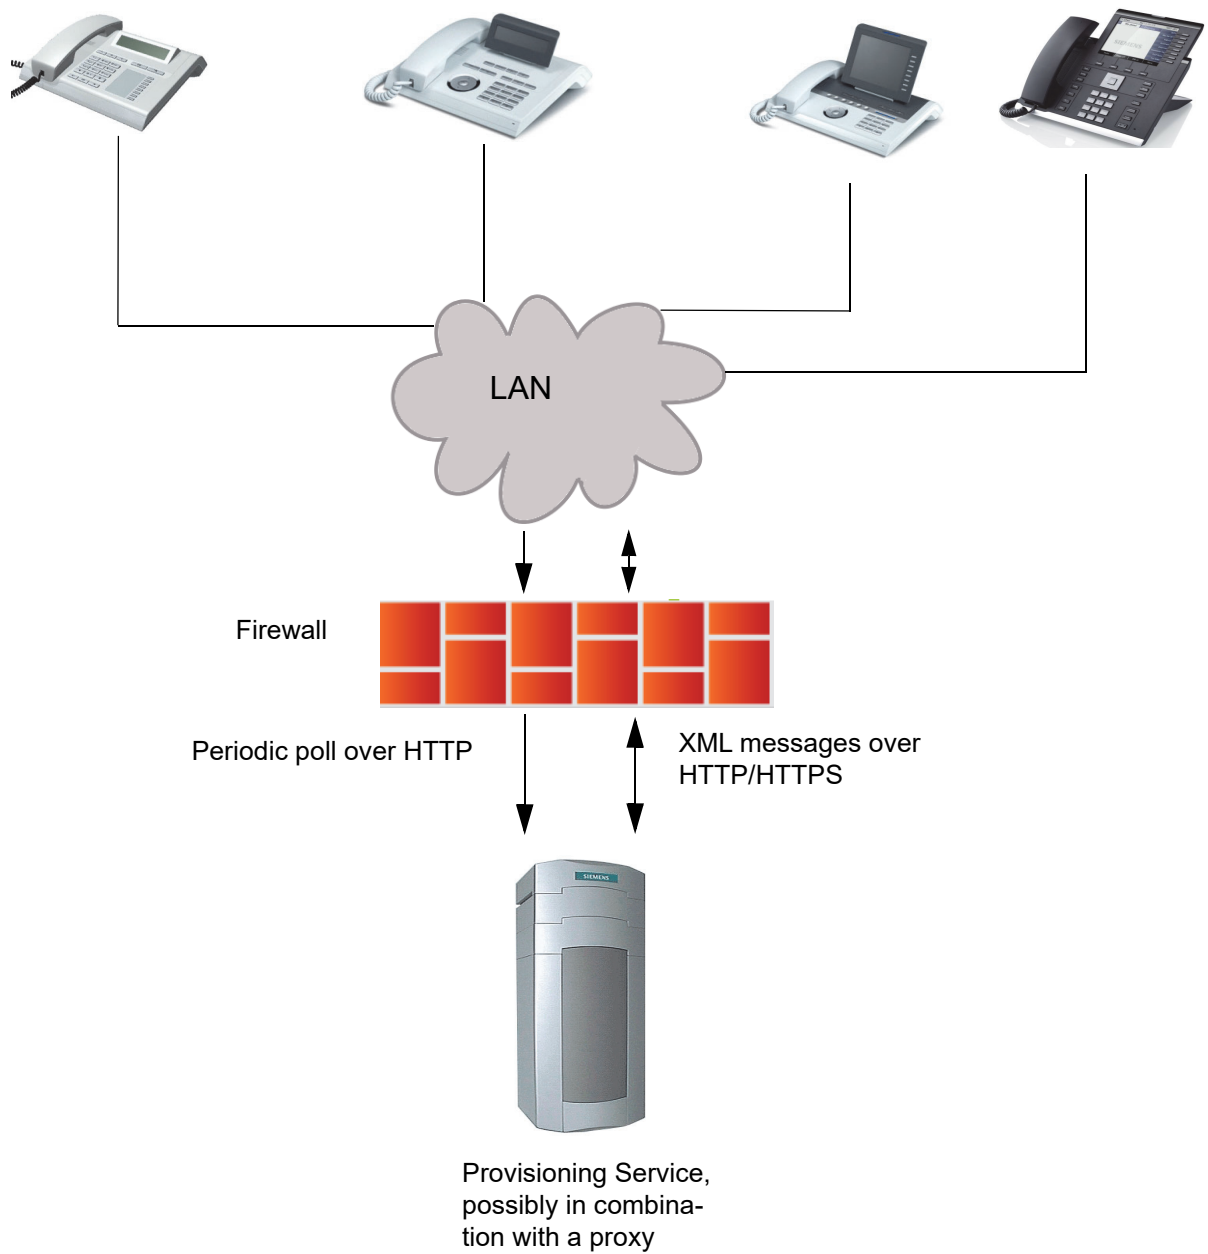 SIEMENS
LAN
Firewall
Periodic poll over HTTP
XML messages over
HTTP/HTTPS
SIEMENS
Provisioning Service,
possibly in combina-
tion with a proxy